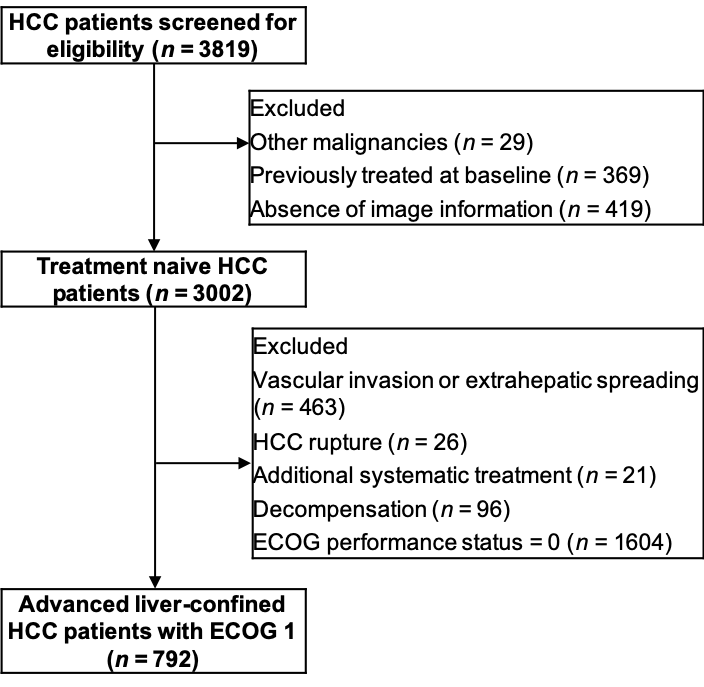 HCC patients screened for
eligibility (n = 3819)
Excluded
Other malignancies (n = 29)
Previously treated at baseline (n = 369)
Absence of image information (n = 419)
Treatment naive HCC
patients (n = 3002)
Excluded
Vascular invasion or extrahepatic spreading
(n = 463)
HCC rupture (n = 26)
Additional systematic treatment (n = 21)
Decompensation (n = 96)
ECOG performance status = 0 (n = 1604)
Advanced liver-confined
HCC patients with ECOG 1
(n = 792)